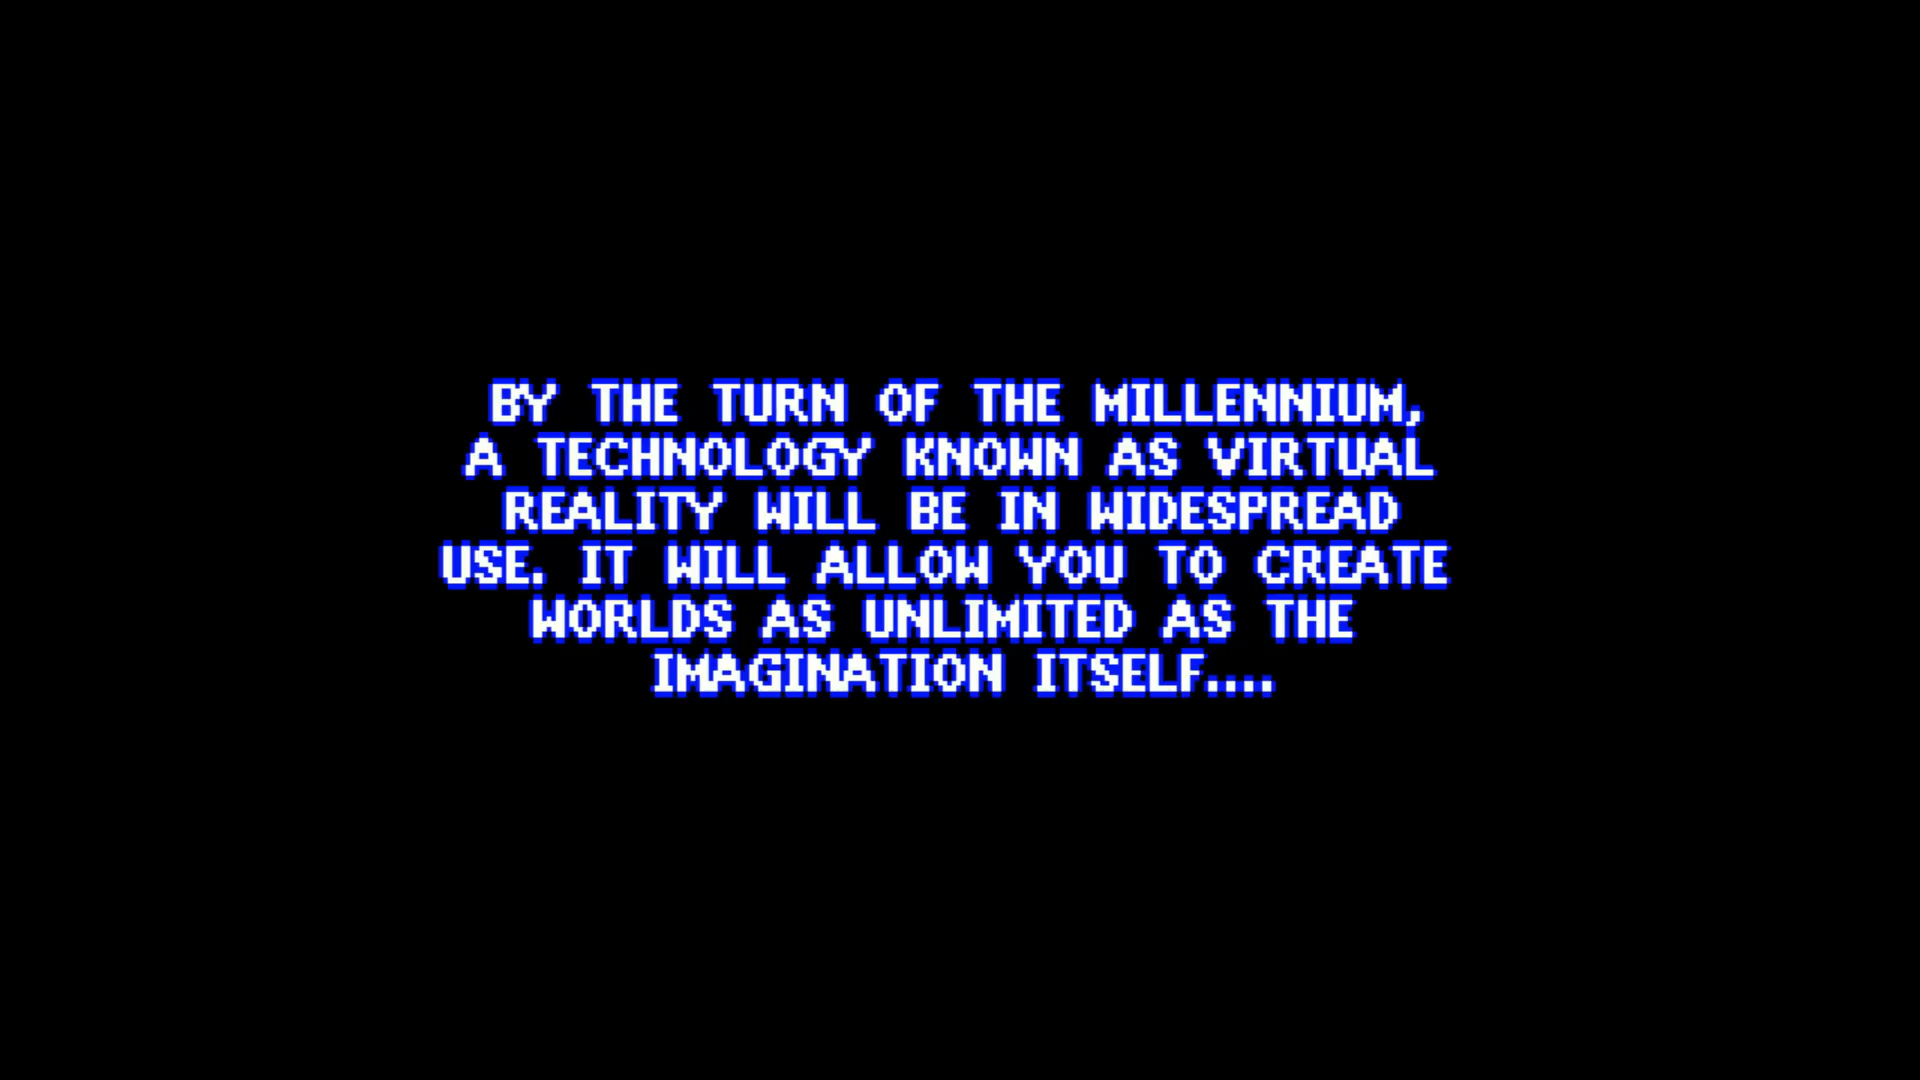 BY THE TURN OF THE MILLENNIUM,
A TECHNOLOGY KNOWN AS VIRTUAL
REALITY WILL BE IN WIDESPREAD
USE. IT WILL ALLOW YOU TO CREATE
WORLDS AS UNLIMITED AS THE
IMAGINATION ITSELF....